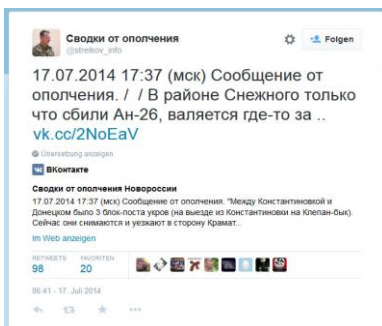 Сводки от ополчения
@strelkov_info
Folgen
17.07.2014 17:37 (мск) Сообщение от
ополчения. / / В районе Снежного только
что сбили Ан-26, валяется где-то за ..
vk.cc/2NoEaV
Übersetzung anzeigen
ВКонтакте
Сводки от ополчения Новороссии
17.07.2014 17:37 (мск) Сообщение от ополчения. "Между Константиновкой и
Донецком было 3 блок-поста укров (на выезде из Константиновки на Клепан-бык).
Сейчас они снимаются и уезжают в сторону Крамат...
Im Web anzeigen
RETWEETS FAVORITEN
98 20
06:41 - 17. Juli 2014